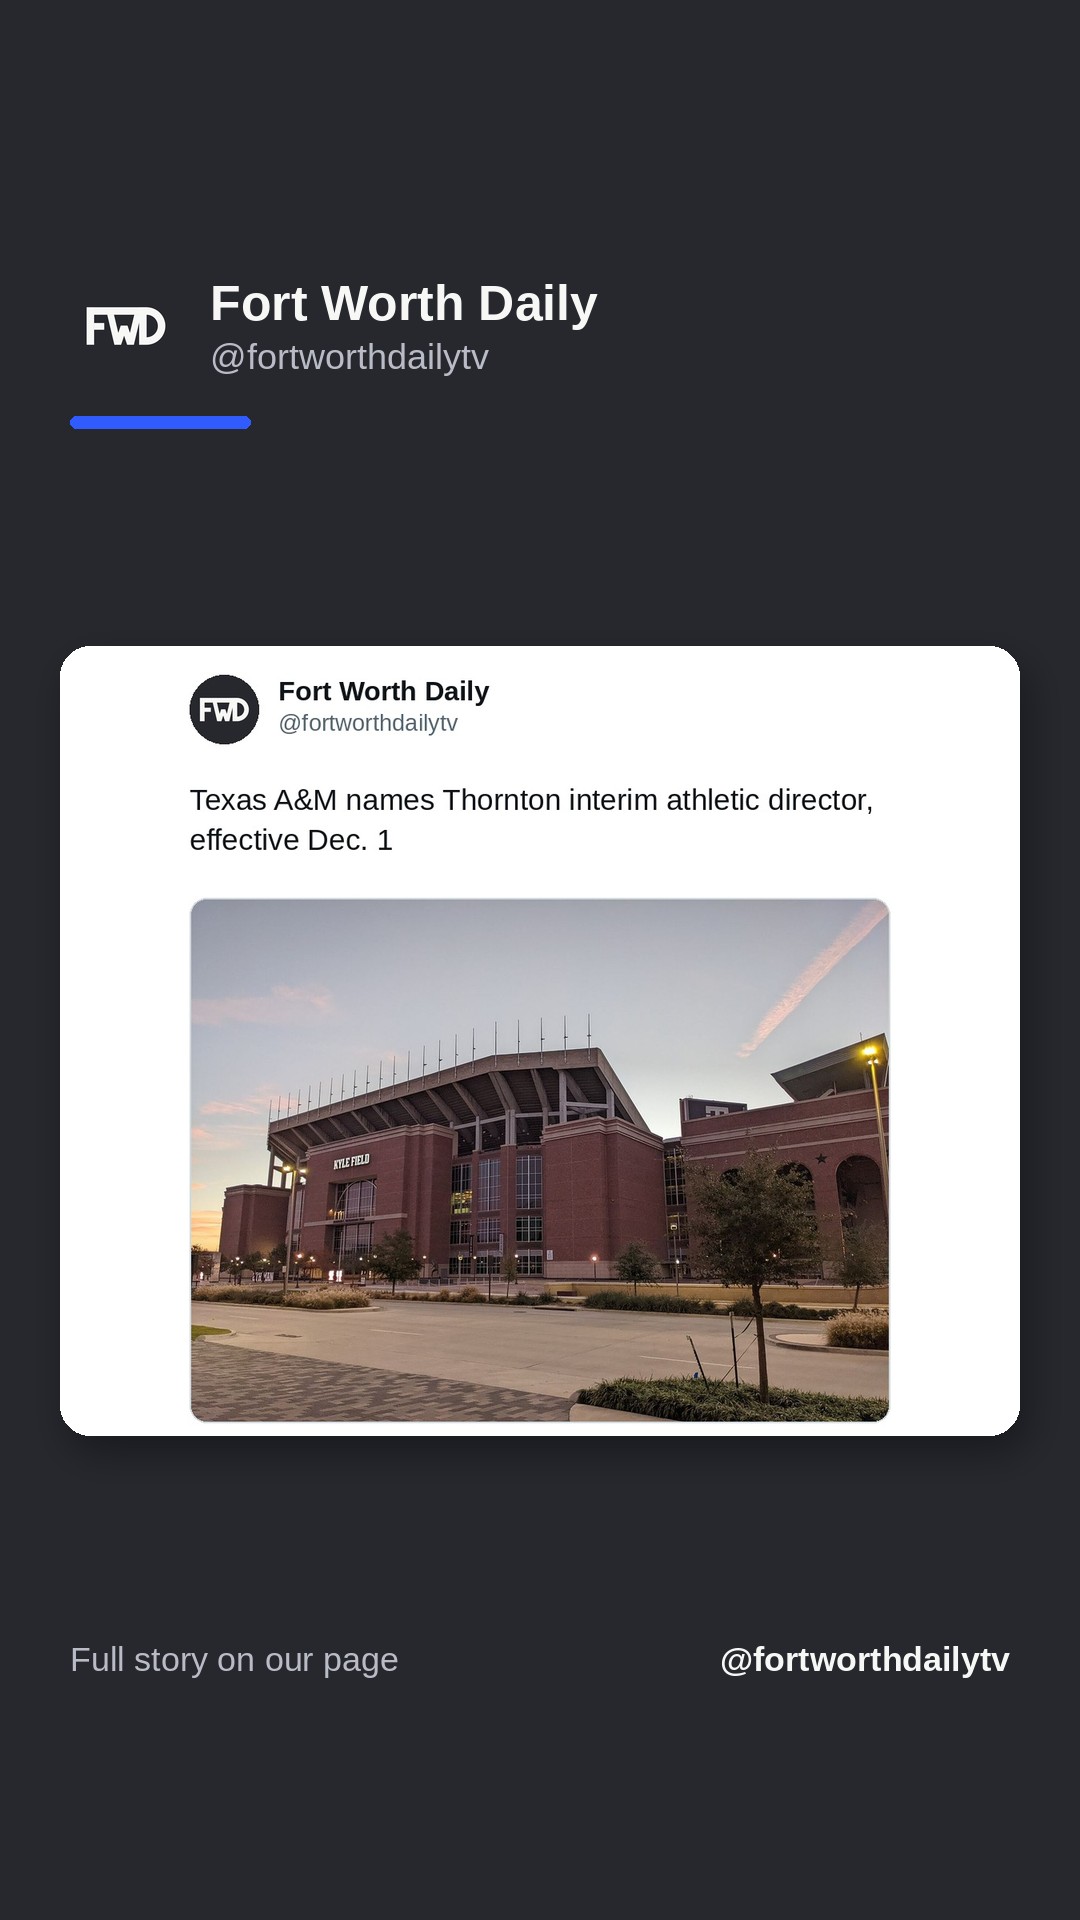 FWD
Fort Worth Daily
@fortworthdailytv
FWD
Fort Worth Daily
@fortworthdailytv
Texas A&M names Thornton interim athletic director,
effective Dec. 1
KYLE FIELD
Full story on our page
@fortworthdailytv